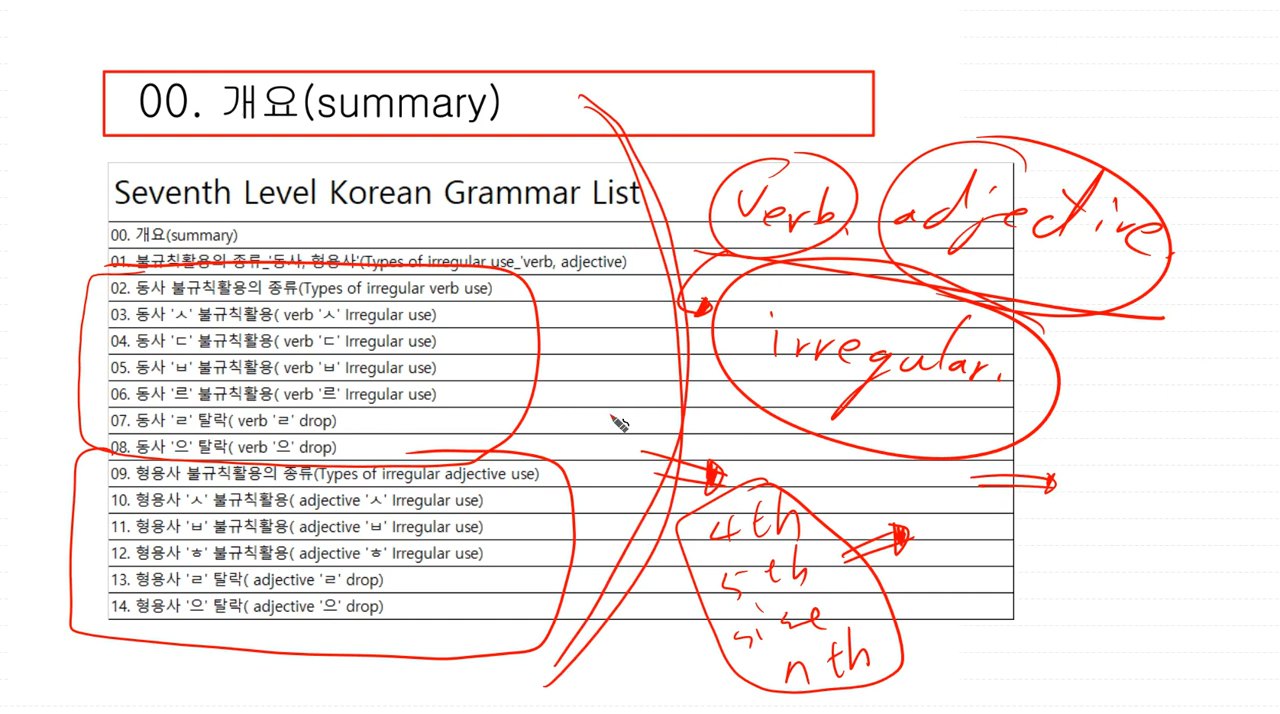 00. 개요(summary)
Seventh Level Korean Grammar List
00. 개요(summary)
01. 불규칙활용의 종류_'동사, 형용사'(Types of irregular use_'verb, adjective)
02. 동사 불규칙활용의 종류(Types of irregular verb use)
03. 동사 'ㅅ' 불규칙활용( verb 'ㅅ' Irregular use)
04. 동사 'ㄷ' 불규칙활용( verb 'ㄷ' Irregular use)
05. 동사 'ㅂ' 불규칙활용( verb 'ㅂ' Irregular use)
06. 동사 '르' 불규칙활용( verb '르' Irregular use)
07. 동사 'ㄹ' 탈락( verb 'ㄹ' drop)
08. 동사 '으' 탈락( verb '으' drop)
09. 형용사 불규칙활용의 종류(Types of irregular adjective use)
10. 형용사 'ㅅ' 불규칙활용( adjective 'ㅅ' Irregular use)
11. 형용사 'ㅂ' 불규칙활용( adjective 'ㅂ' Irregular use)
12. 형용사 'ㅎ' 불규칙활용( adjective 'ㅎ' Irregular use)
13. 형용사 'ㄹ' 탈락( adjective 'ㄹ' drop)
14. 형용사 '으' 탈락( adjective '으' drop)
verb, adjective
irregular.
4th
5th
nth